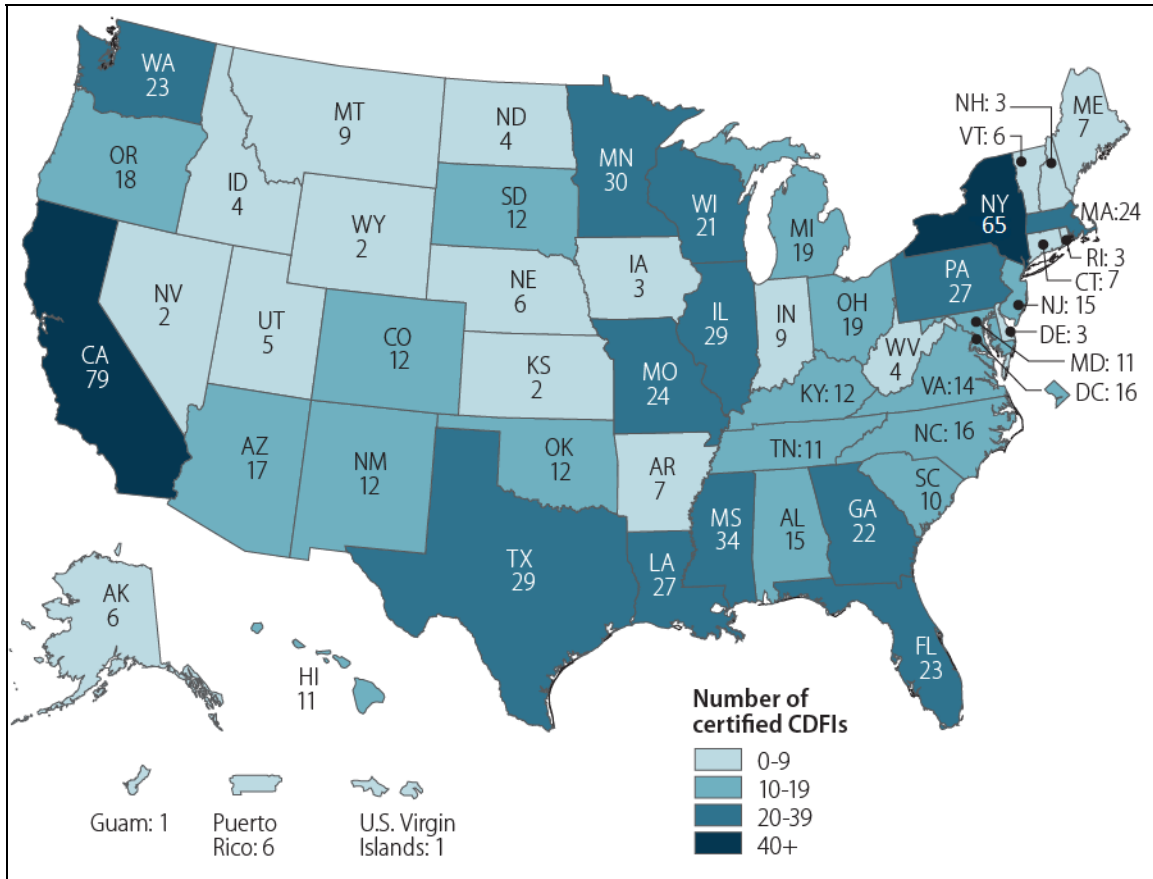 WA
23
MT
9
ND
4
MN
30
OR
18
ID
4
WY
2
SD
12
WI
21
MI
19
NH: 3
VT: 6
ME
7
NY
65
MA:24
RI: 3
CT: 7
NJ: 15
DE: 3
MD: 11
DC: 16
PA
27
NV
2
UT
5
CO
12
NE
6
IA
3
IL
29
IN
9
OH
19
WV
4
VA:14
CA
79
KS
2
MO
24
KY: 12
AZ
17
NM
12
OK
12
AR
7
TN:11
NC: 16
SC
10
TX
29
LA
27
MS
34
AL
15
GA
22
FL
23
AK
6
HI
11
Guam: 1
Puerto
Rico: 6
U.S. Virgin
Islands: 1
Number of
certified CDFIs
0-9
10-19
20-39
40+